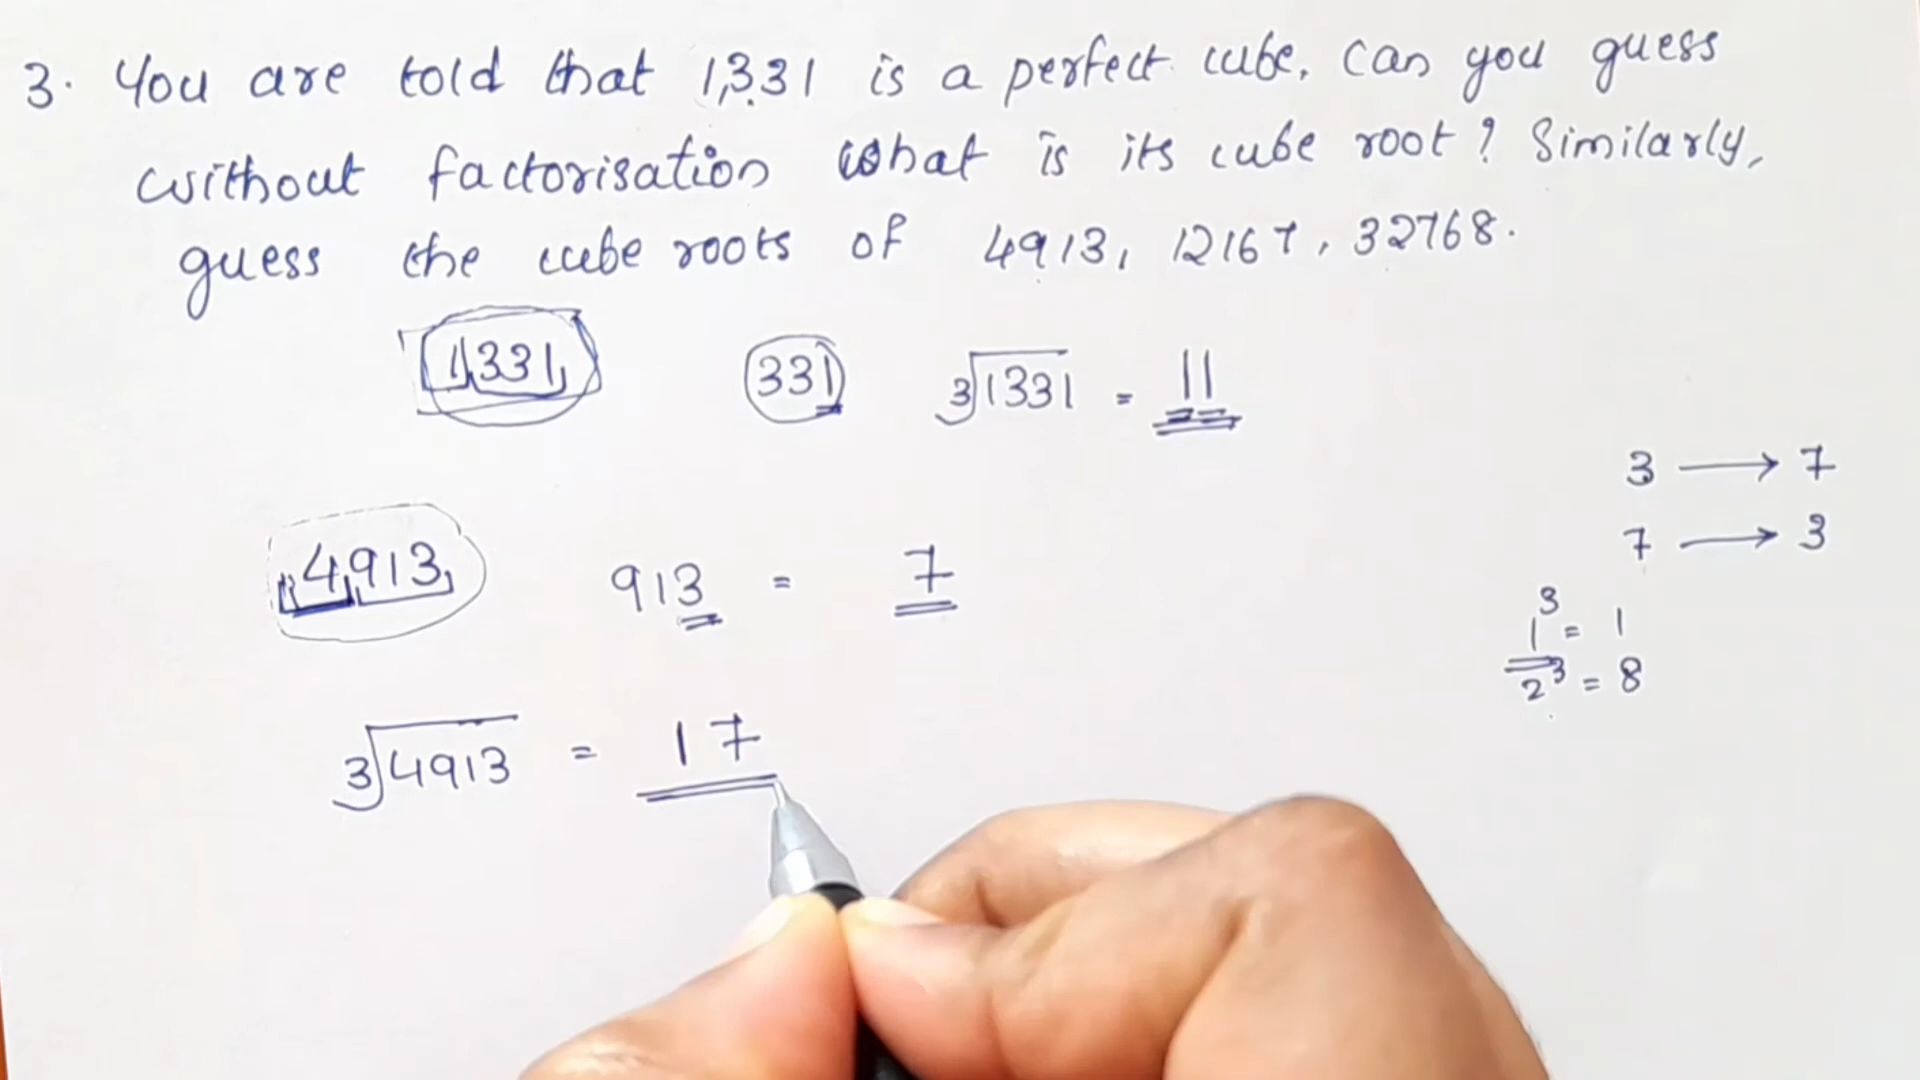 3. You are told that 1,331 is a perfect cube. Can you guess
without factorisation what is its cube root? Similarly,
guess the cube roots of 4913, 12167, 32768.
1,331, 331 3√1331 = 11
3 → 7
7 → 3
4,913, 913 = 7
1³ = 1
2³ = 8
3√4913 = 17